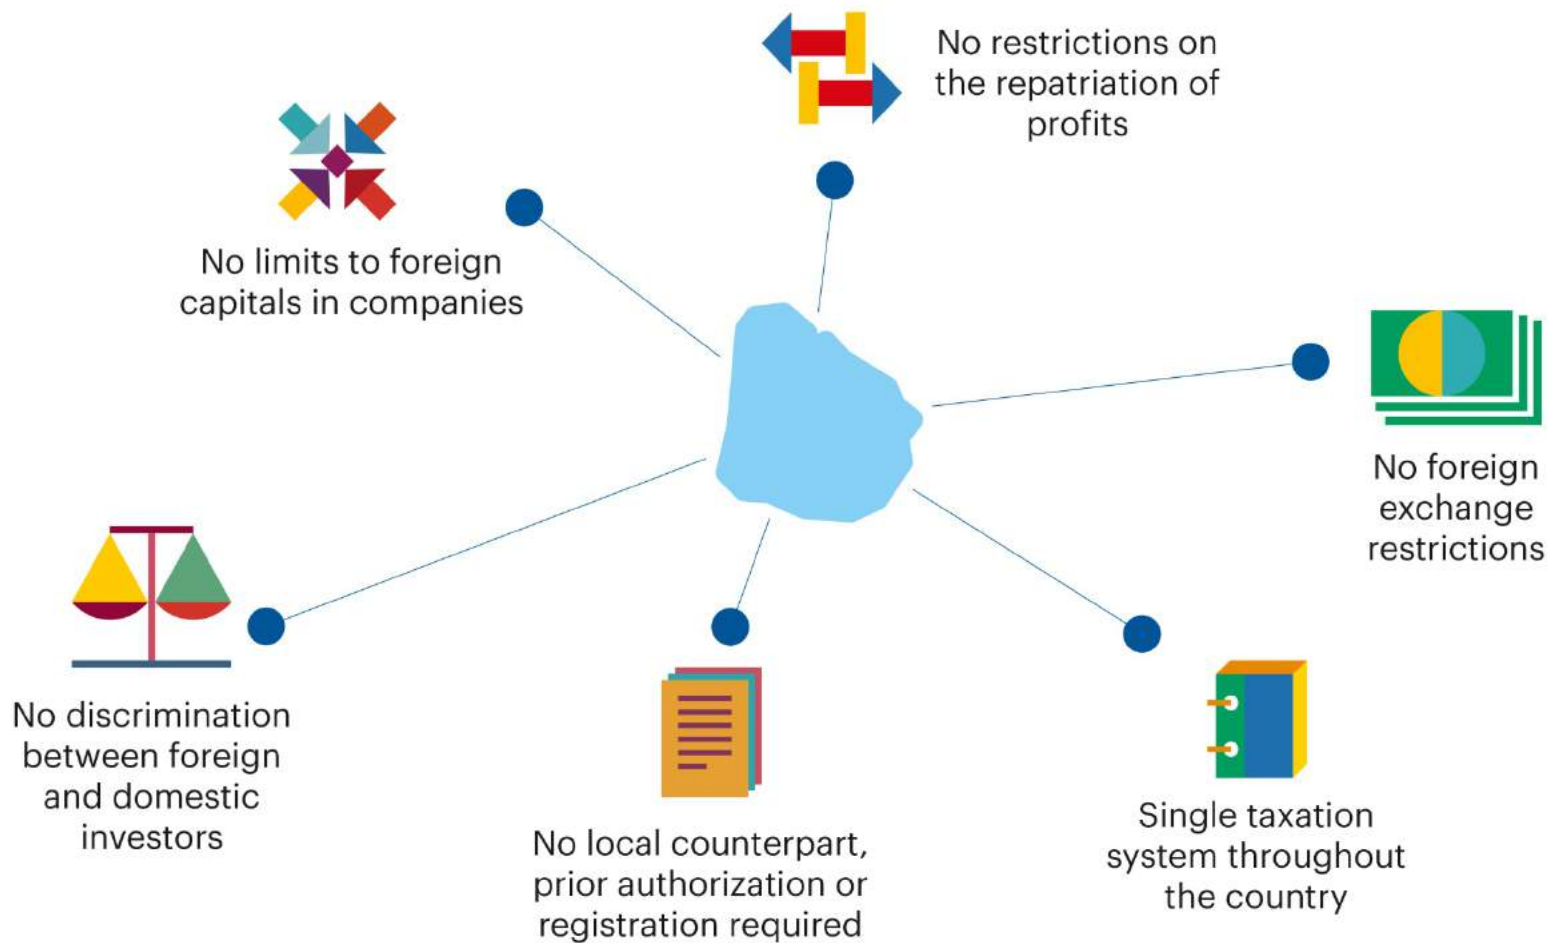 No restrictions on
the repatriation of
profits
No limits to foreign
capitals in companies
No foreign
exchange
restrictions
No discrimination
between foreign
and domestic
investors
No local counterpart,
prior authorization or
registration required
Single taxation
system throughout
the country